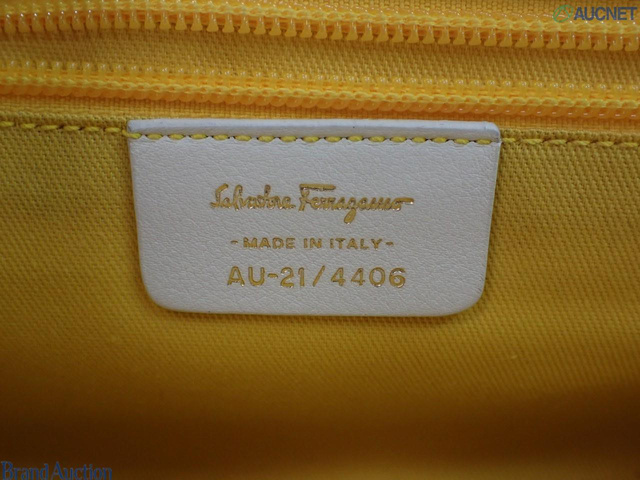 AUCNET
Salvatore Ferragamo
- MADE IN ITALY -
AU-21/4406
Brand Auction